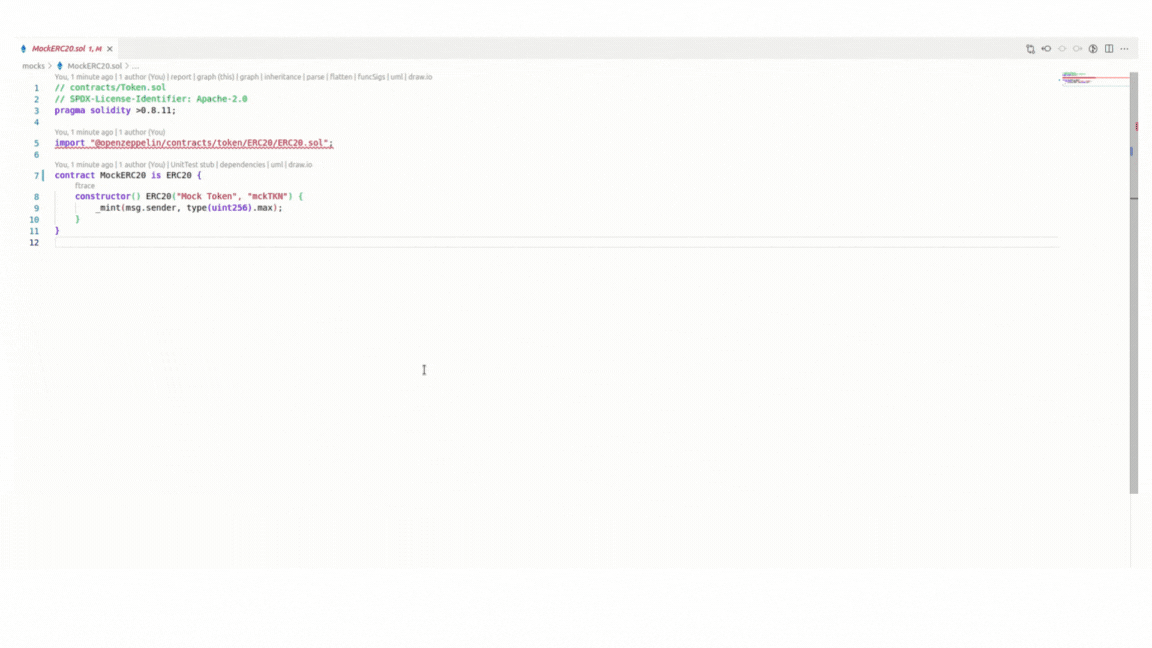 MockERC20.sol 1, M
mocks > MockERC20.sol > ...
You, 1 minute ago | 1 author (You) | report | graph (this) | graph | inheritance | parse | flatten | funcSigs | uml | draw.io
1 // contracts/Token.sol
2 // SPDX-License-Identifier: Apache-2.0
3 pragma solidity >0.8.11;
4
You, 1 minute ago | 1 author (You)
5 import "@openzeppelin/contracts/token/ERC20/ERC20.sol";
6
You, 1 minute ago | 1 author (You) | UnitTest stub | dependencies | uml | draw.io
7 contract MockERC20 is ERC20 {
ftrace
8 constructor() ERC20("Mock Token", "mckTKN") {
9 _mint(msg.sender, type(uint256).max);
10 }
11 }
12